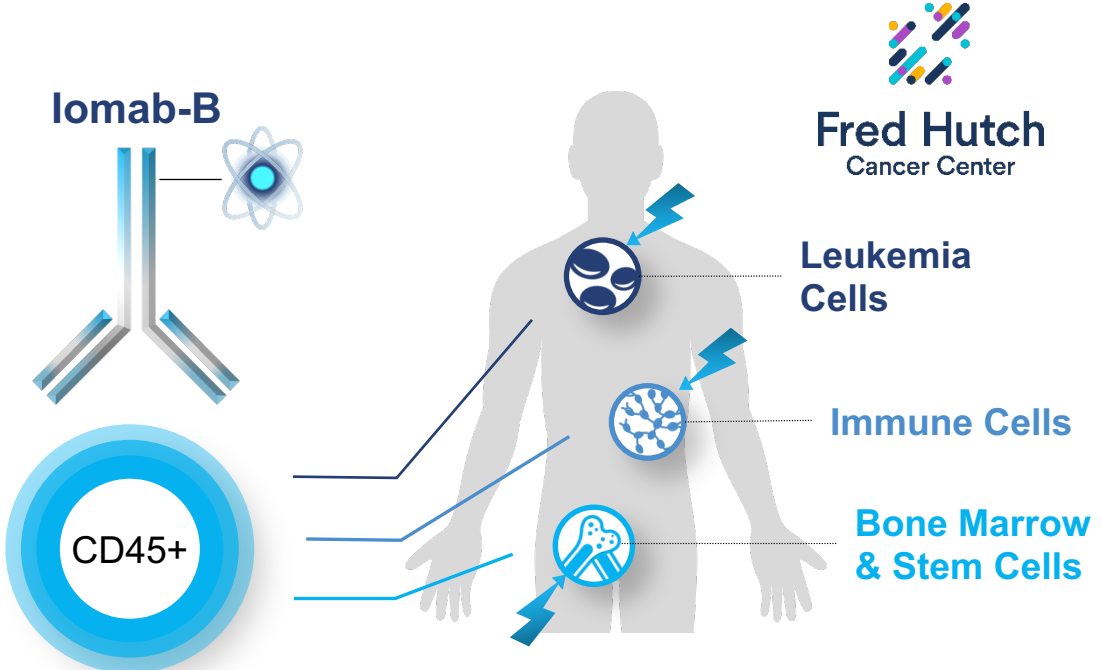 Iomab-B
Fred Hutch
Cancer Center
Leukemia
Cells
Immune Cells
CD45+
Bone Marrow
& Stem Cells